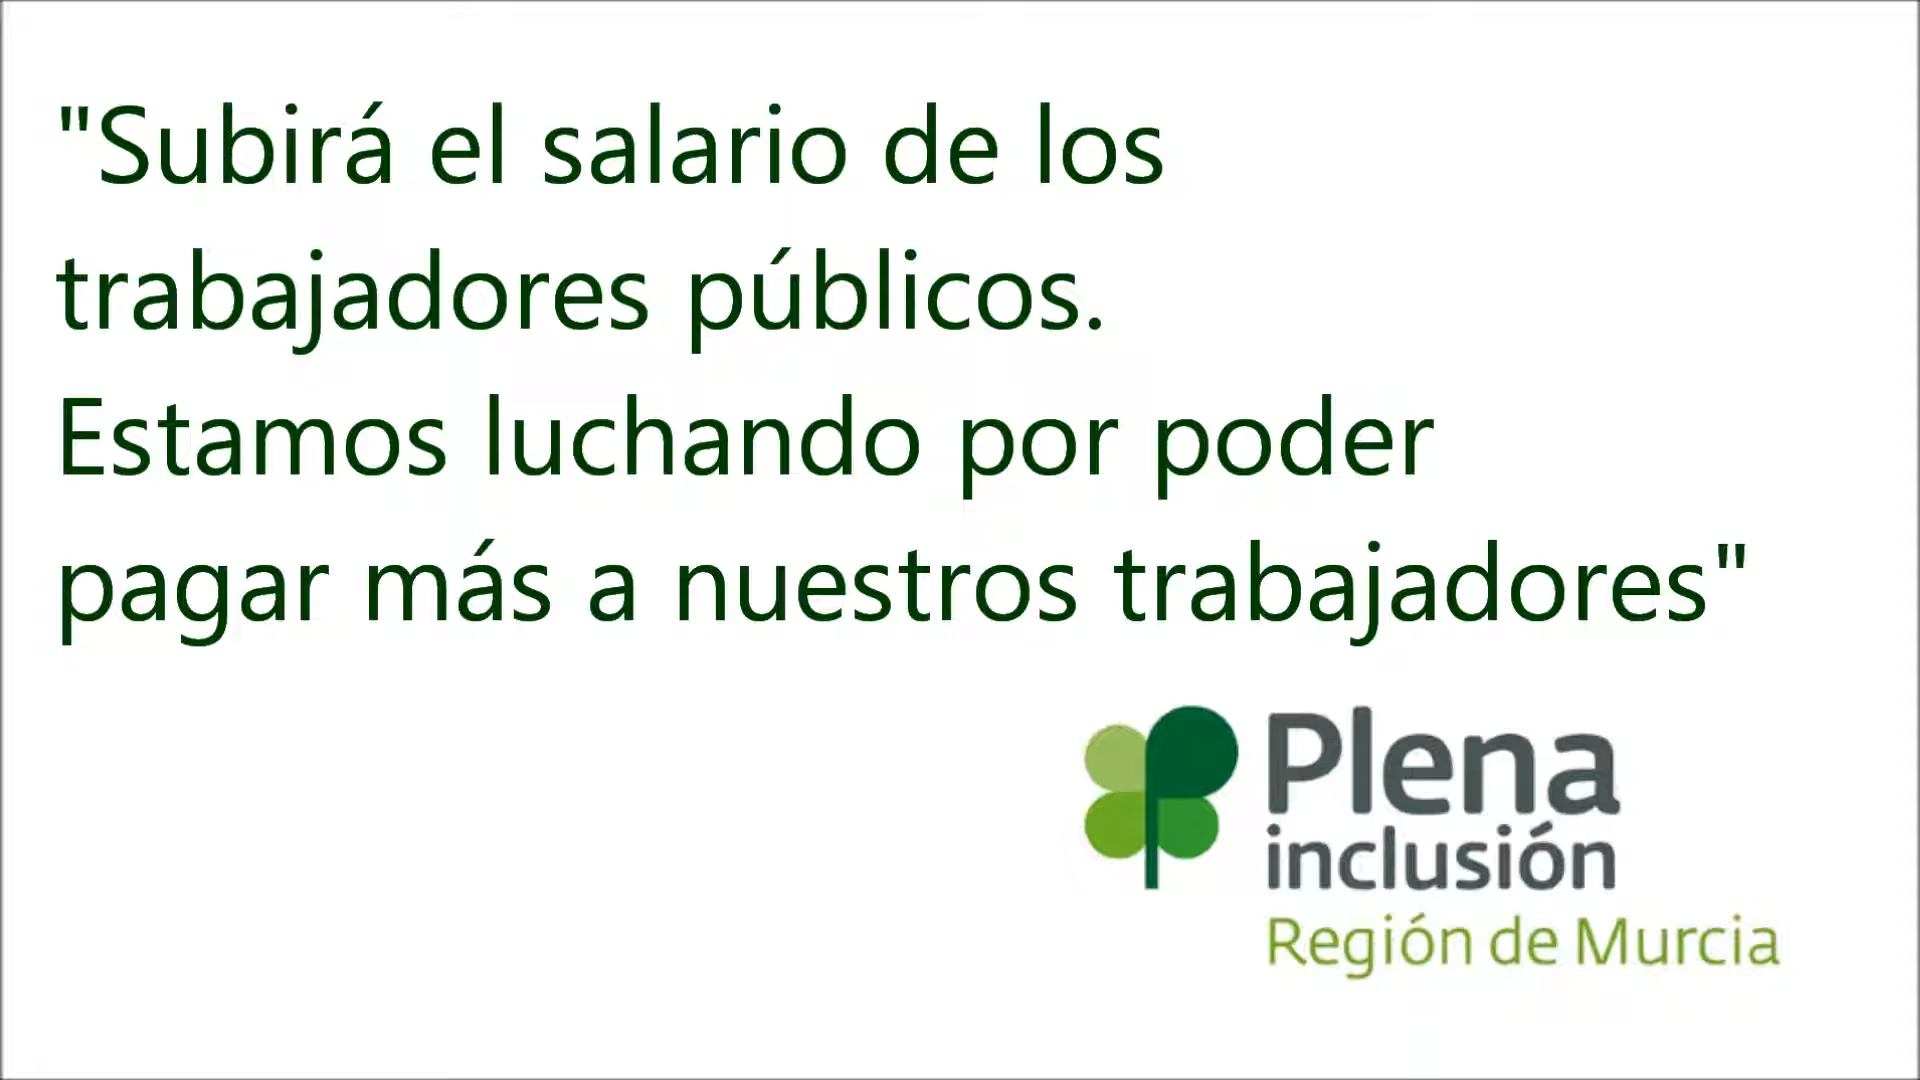 "Subirá el salario de los
trabajadores públicos.
Estamos luchando por poder
pagar más a nuestros trabajadores"
Plena
inclusión
Región de Murcia